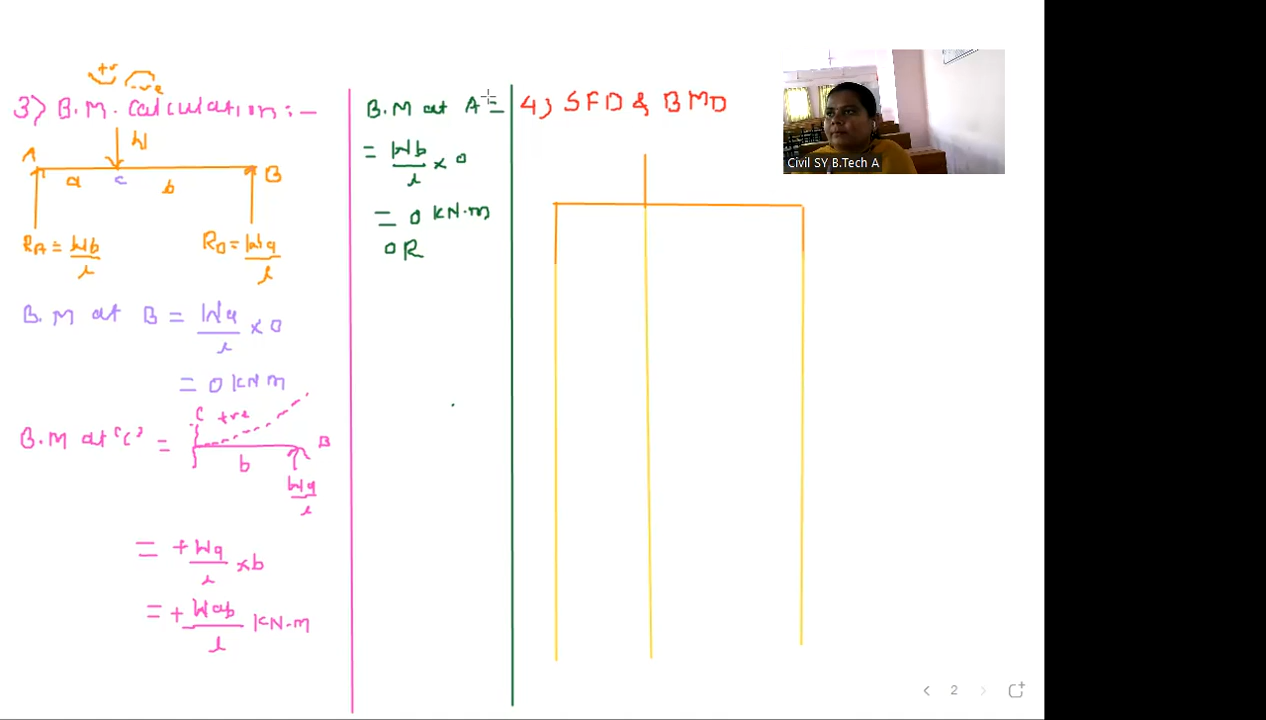 +ve -ve
3) B.M. Calculation :-
W
A B
a c b
RA = Wb/l RB = Wa/l
B.M at B = Wa/l × 0
= 0 KN m
B.M at 'C' =
C +ve
B
b
Wa/l
= + Wa/l × b
= + Wab/l KN.m
B.M at A =
= Wb/l × 0
= 0 KN.m
OR
4) SFD & BMD
Civil SY B.Tech A
2